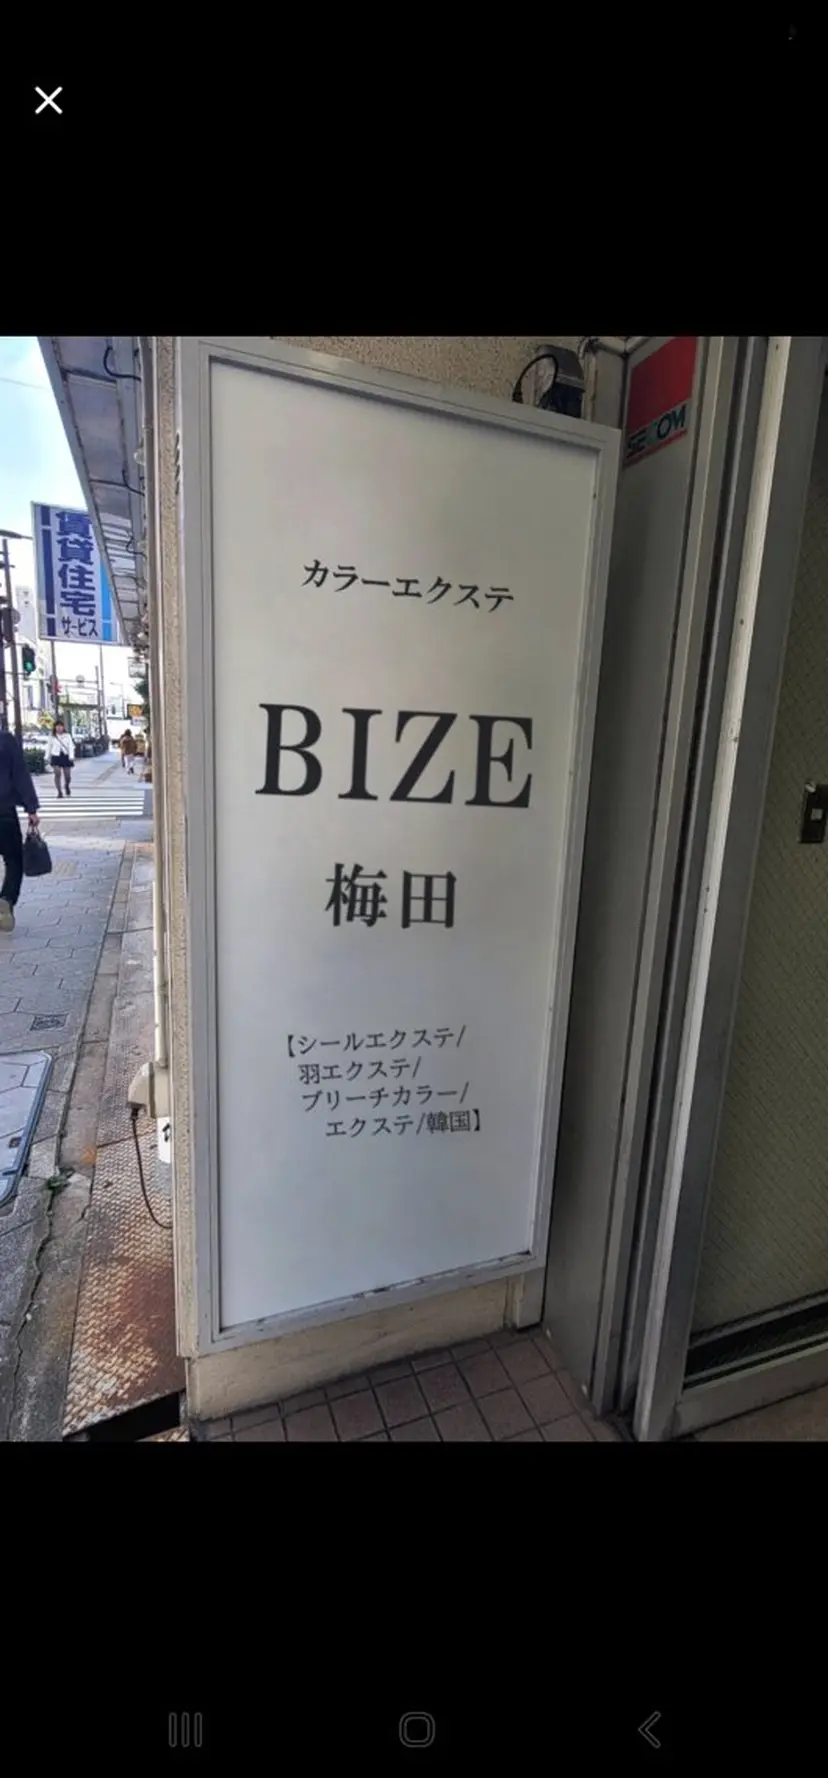 カラーエクステ
BIZE
梅田
【シールエクステ/
羽エクステ/
ブリーチカラー/
エクステ/韓国】
賃貸住宅
サービス
SECOM